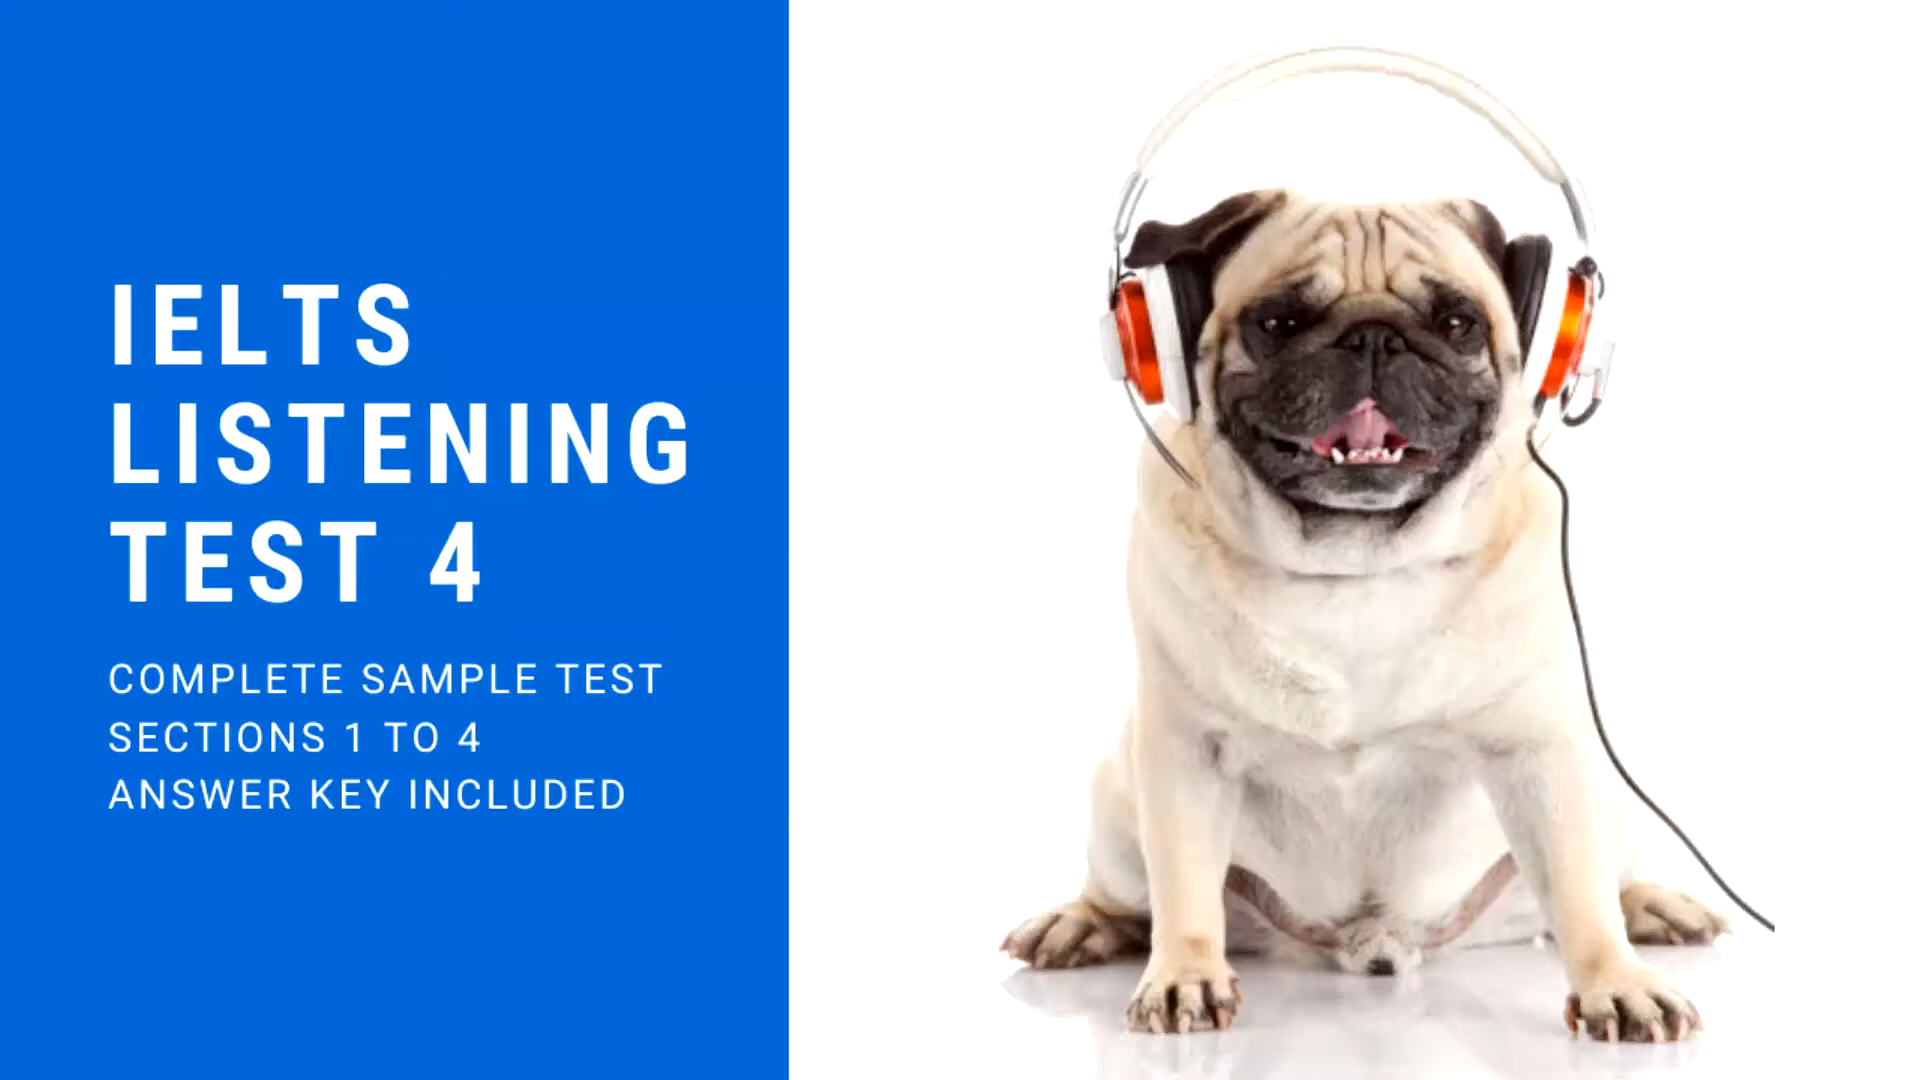 IELTS
LISTENING
TEST 4
COMPLETE SAMPLE TEST
SECTIONS 1 TO 4
ANSWER KEY INCLUDED